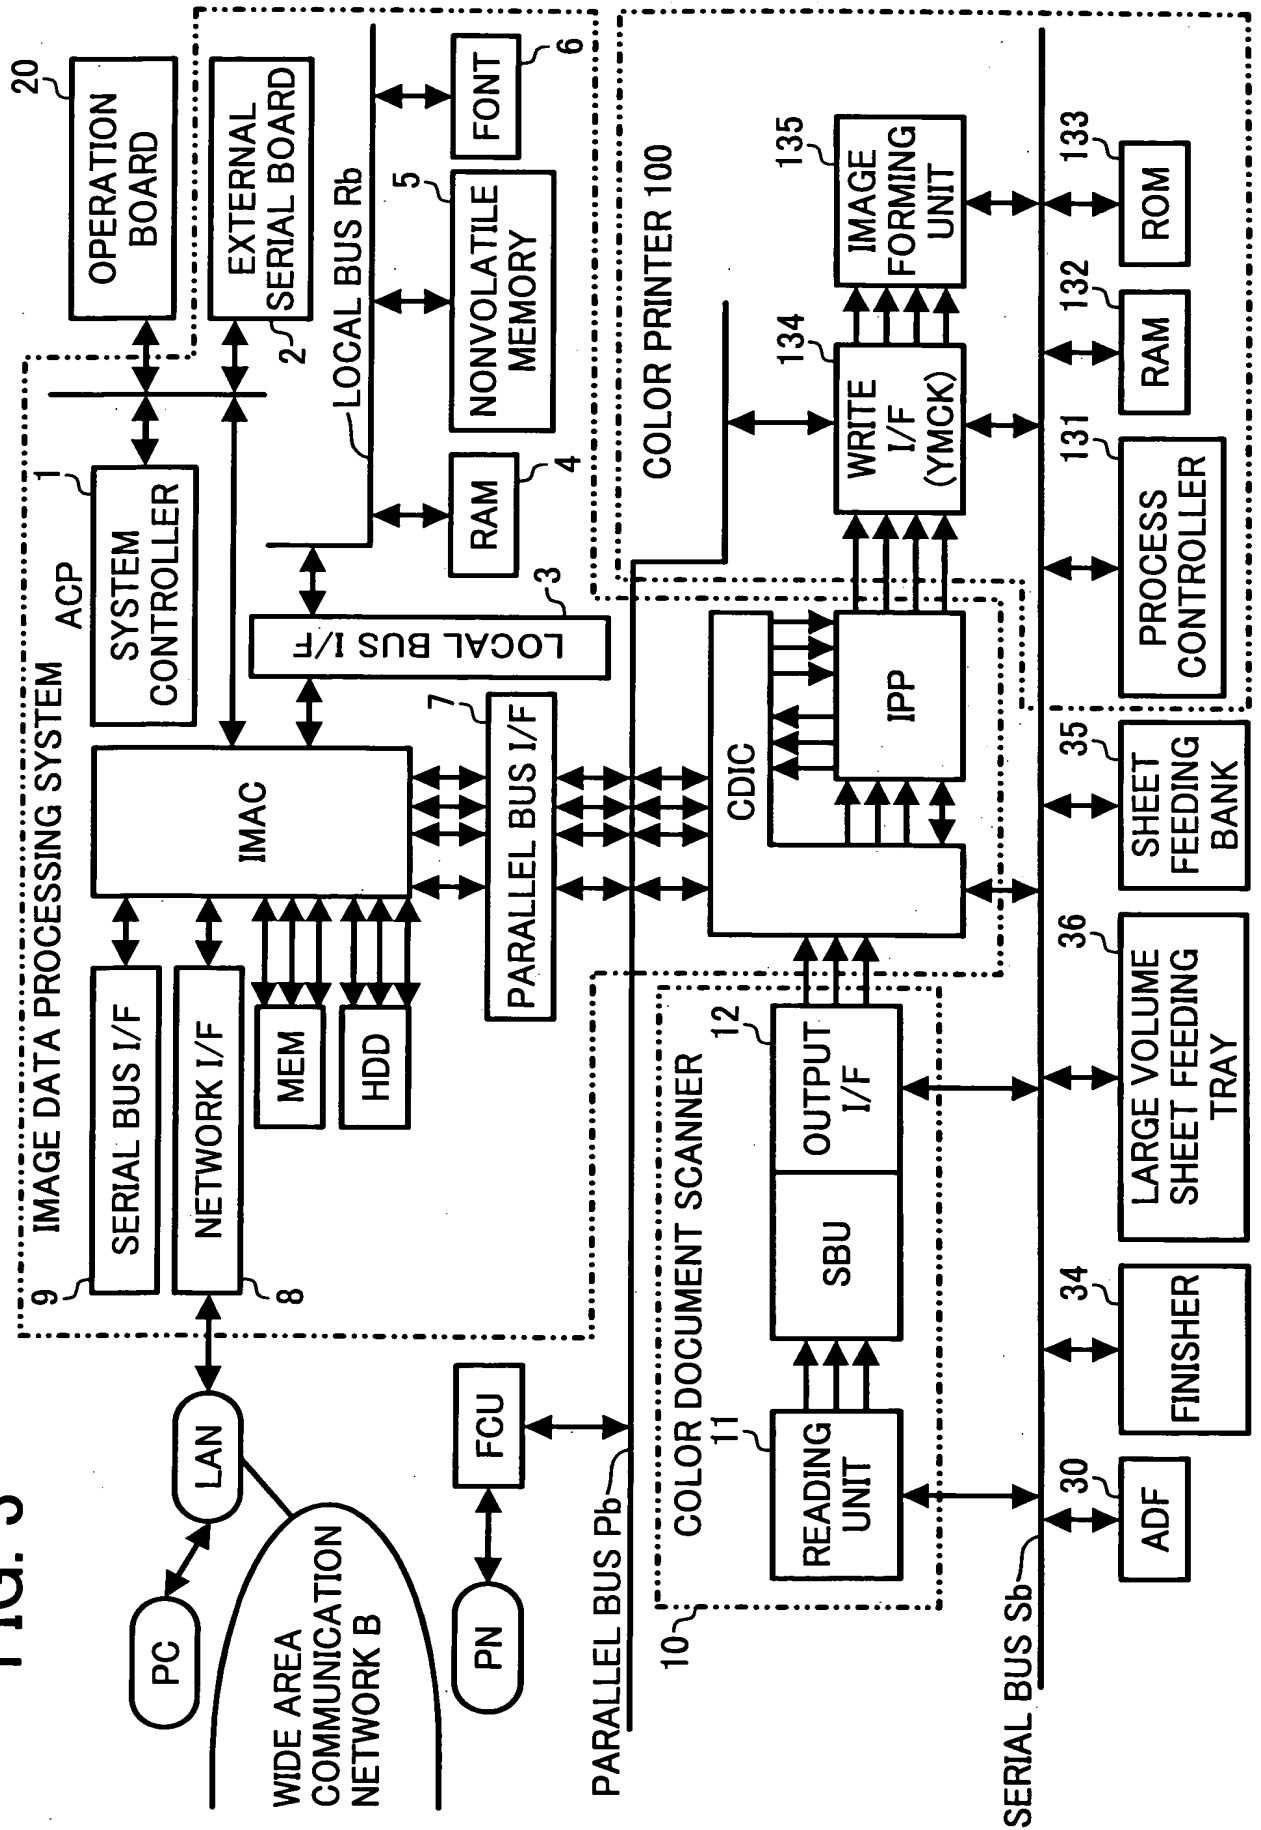 FIG. 3
IMAGE DATA PROCESSING SYSTEM
ACP
20
OPERATION
BOARD
1
SYSTEM
CONTROLLER
EXTERNAL
SERIAL BOARD
2
9
SERIAL BUS I/F
NETWORK I/F
8
IMAC
MEM
HDD
LOCAL BUS I/F
3
LOCAL BUS Rb
RAM
4
NONVOLATILE
MEMORY
5
FONT
6
7
PARALLEL BUS I/F
PC
LAN
WIDE AREA
COMMUNICATION
NETWORK B
PN
FCU
PARALLEL BUS Pb
COLOR DOCUMENT SCANNER
10
11
READING
UNIT
SBU
12
OUTPUT
I/F
CDIC
IPP
COLOR PRINTER 100
134
WRITE
I/F
(YMCK)
135
IMAGE
FORMING
UNIT
SERIAL BUS Sb
30
ADF
34
FINISHER
36
LARGE VOLUME
SHEET FEEDING
TRAY
35
SHEET
FEEDING
BANK
131
PROCESS
CONTROLLER
132
RAM
133
ROM